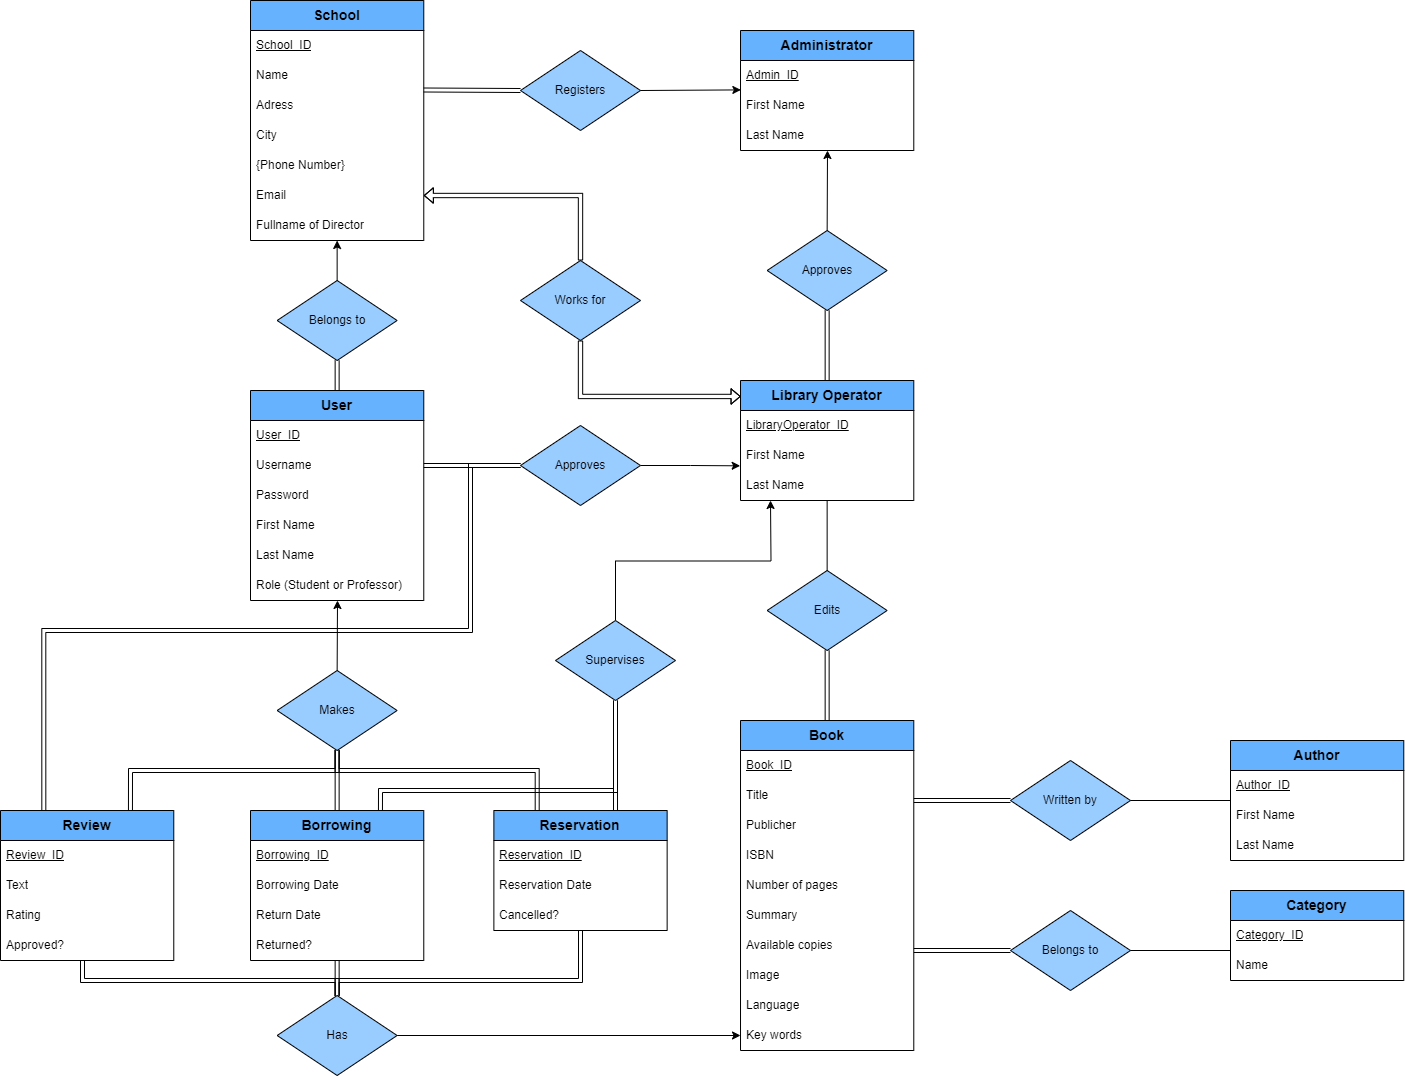 School
School_ID
Name
Adress
City
{Phone Number}
Email
Fullname of Director
Registers
Administrator
Admin_ID
First Name
Last Name
Belongs to
Works for
Approves
User
User_ID
Username
Password
First Name
Last Name
Role (Student or Professor)
Approves
Library Operator
LibraryOperator_ID
First Name
Last Name
Makes
Supervises
Edits
Review
Review_ID
Text
Rating
Approved?
Borrowing
Borrowing_ID
Borrowing Date
Return Date
Returned?
Reservation
Reservation_ID
Reservation Date
Cancelled?
Has
Book
Book_ID
Title
Publicher
ISBN
Number of pages
Summary
Available copies
Image
Language
Key words
Written by
Author
Author_ID
First Name
Last Name
Belongs to
Category
Category_ID
Name